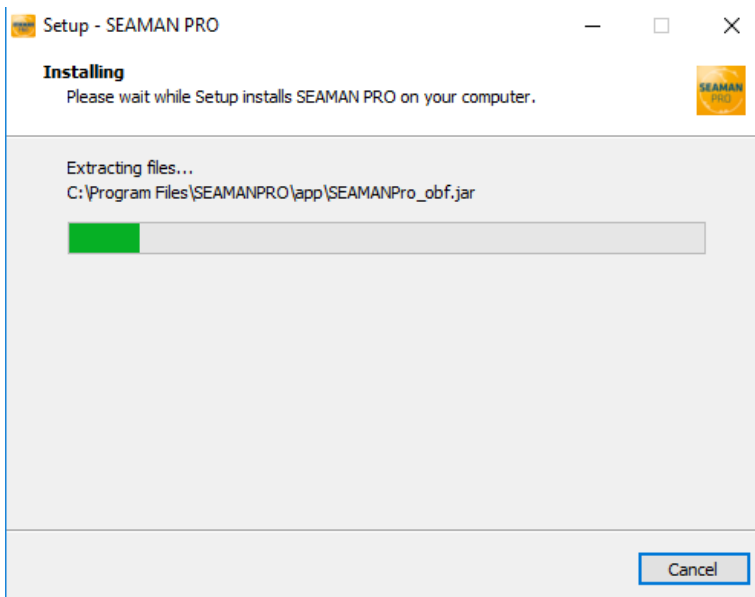 Setup - SEAMAN PRO
Installing
Please wait while Setup installs SEAMAN PRO on your computer.
SEAMAN
PRO
Extracting files...
C:\Program Files\SEAMANPRO\app\SEAMANPro_obf.jar
Cancel